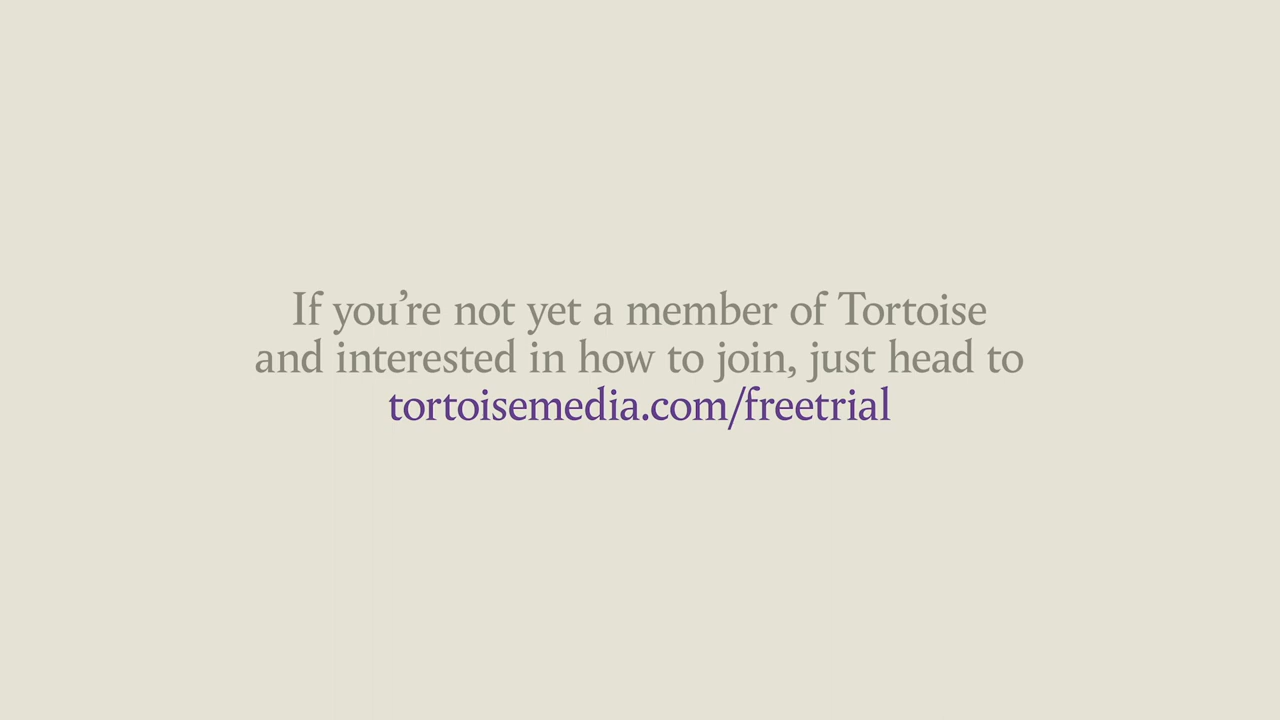 If you’re not yet a member of Tortoise
and interested in how to join, just head to
tortoisemedia.com/freetrial